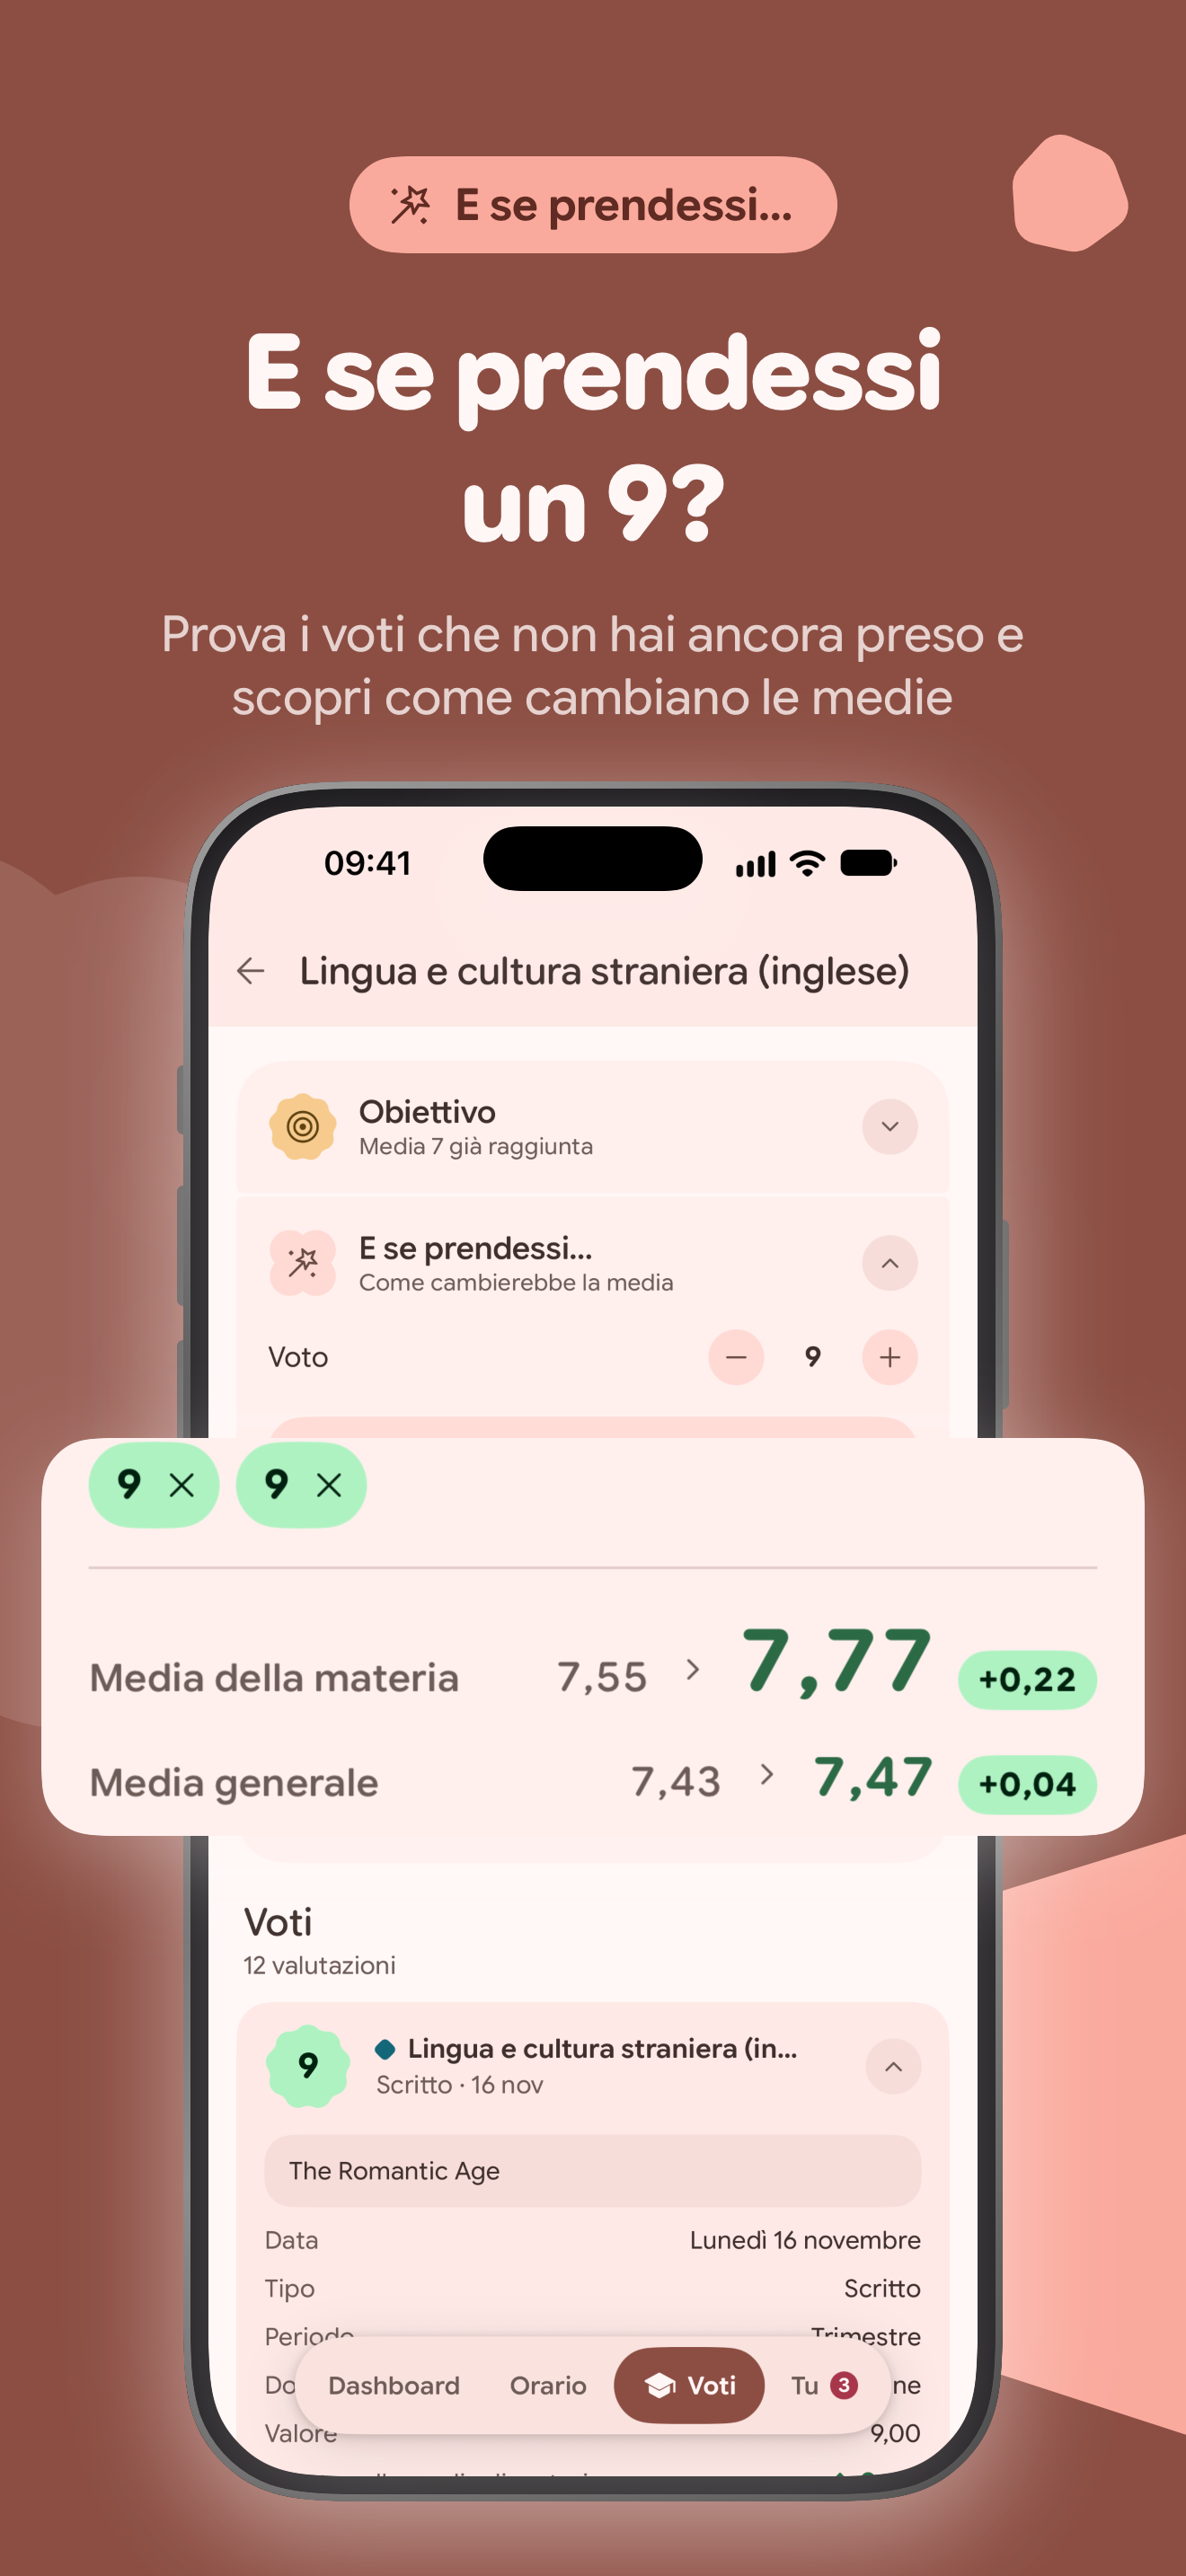 E se prendessi...
E se prendessi
un 9?
Prova i voti che non hai ancora preso e
scopri come cambiano le medie
09:41
Lingua e cultura straniera (inglese)
Obiettivo
Media 7 già raggiunta
E se prendessi...
Come cambierebbe la media
Voto 9
9 9
Media della materia 7,55 7,77 +0,22
Media generale 7,43 7,47 +0,04
Voti
12 valutazioni
9 Lingua e cultura straniera (in...
Scritto · 16 nov
The Romantic Age
Data Lunedì 16 novembre
Tipo Scritto
Periodo Trimestre
Dashboard Orario Voti Tu 3
Valore 9,00